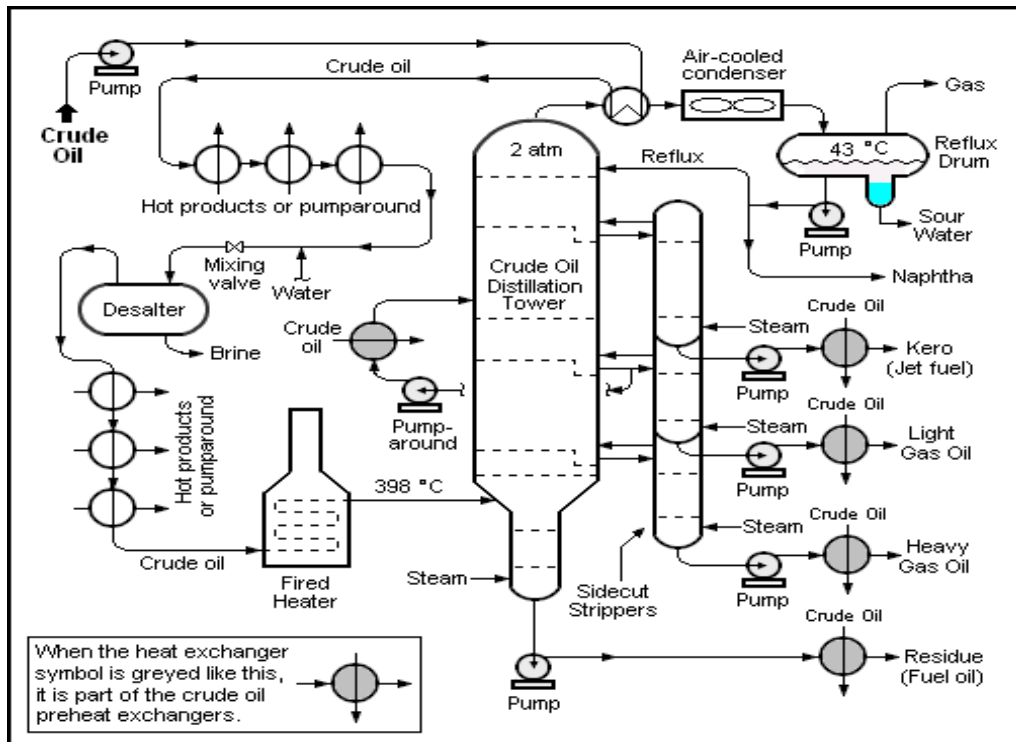 Pump
Crude
Oil
Crude oil
Air-cooled
condenser
Gas
2 atm
Reflux
43 °C
Reflux
Drum
Hot products or pumparound
Pump
Sour
Water
Mixing
valve
Water
Crude Oil
Distillation
Tower
Naphtha
Desalter
Brine
Crude
oil
Steam
Crude Oil
Pump
Kero
(Jet fuel)
Pump-
around
Hot products
or pumparound
Steam
Crude Oil
Pump
Light
Gas Oil
398 °C
Crude oil
Fired
Heater
Steam
Sidecut
Strippers
Steam
Crude Oil
Pump
Heavy
Gas Oil
Crude Oil
Pump
Residue
(Fuel oil)
When the heat exchanger
symbol is greyed like this,
it is part of the crude oil
preheat exchangers.